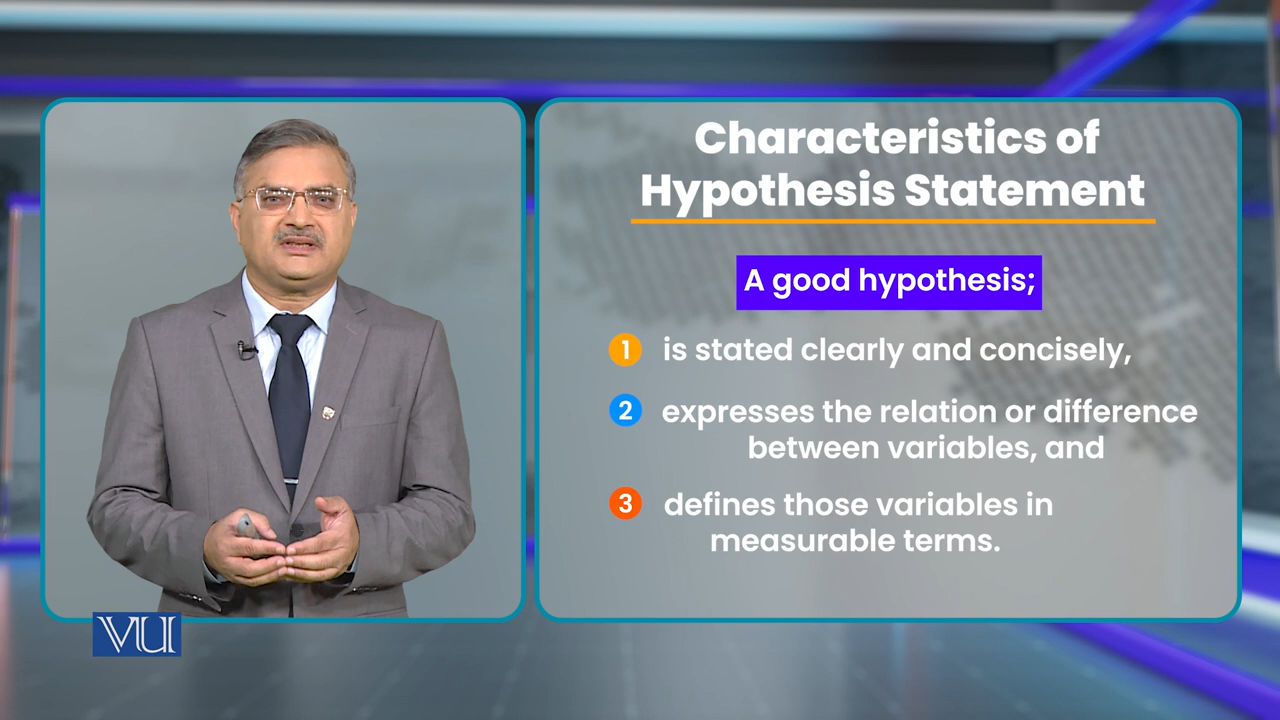 Characteristics of
Hypothesis Statement
A good hypothesis;
1 is stated clearly and concisely,
2 expresses the relation or difference
between variables, and
3 defines those variables in
measurable terms.
VU